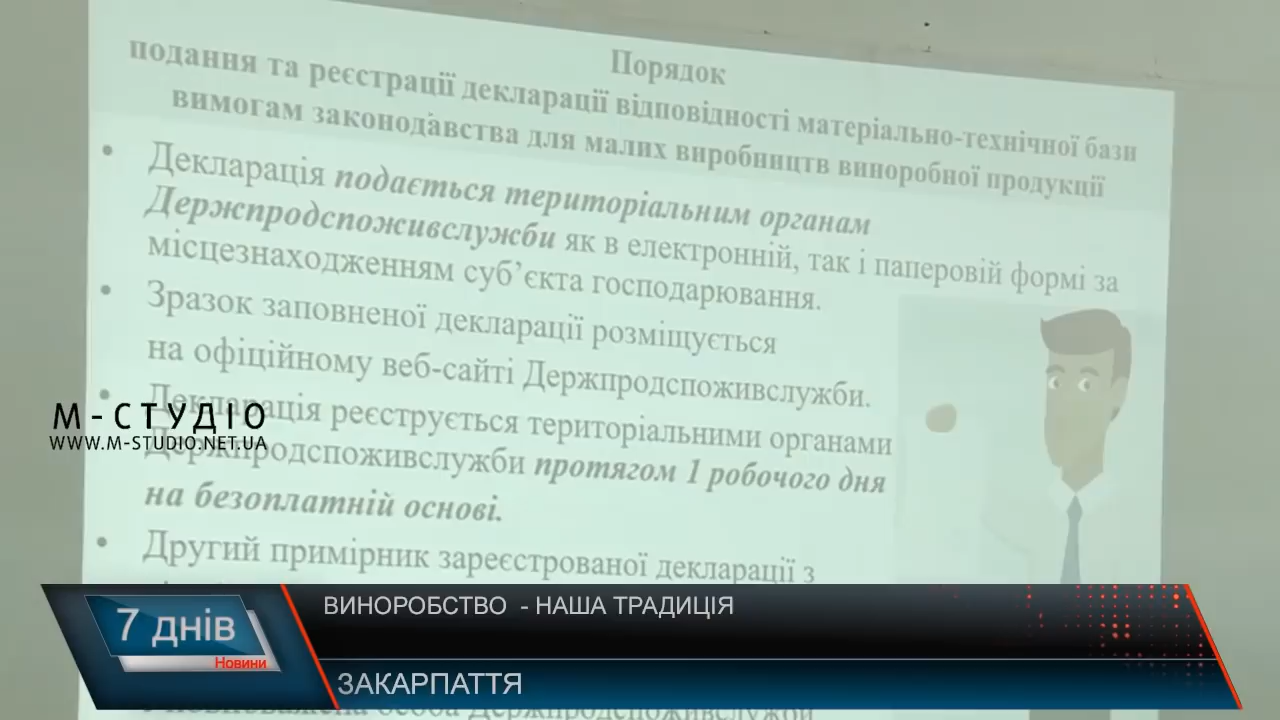 Порядок
подання та реєстрації декларації відповідності матеріально-технічної бази
вимогам законодавства для малих виробництв виноробної продукції
• Декларація подається територіальним органам
Держпродспоживслужби як в електронній, так і паперовій формі за
місцезнаходженням суб’єкта господарювання.
• Зразок заповненої декларації розміщується
на офіційному веб-сайті Держпродспоживслужби.
• Декларація реєструється територіальними органами
Держпродспоживслужби протягом 1 робочого дня
на безоплатній основі.
• Другий примірник зареєстрованої декларації з
М-СТУДІО
WWW.M-STUDIO.NET.UA
7 днів
Новини
ВИНОРОБСТВО - НАША ТРАДИЦІЯ
ЗАКАРПАТТЯ
особа Держпродспоживслужби